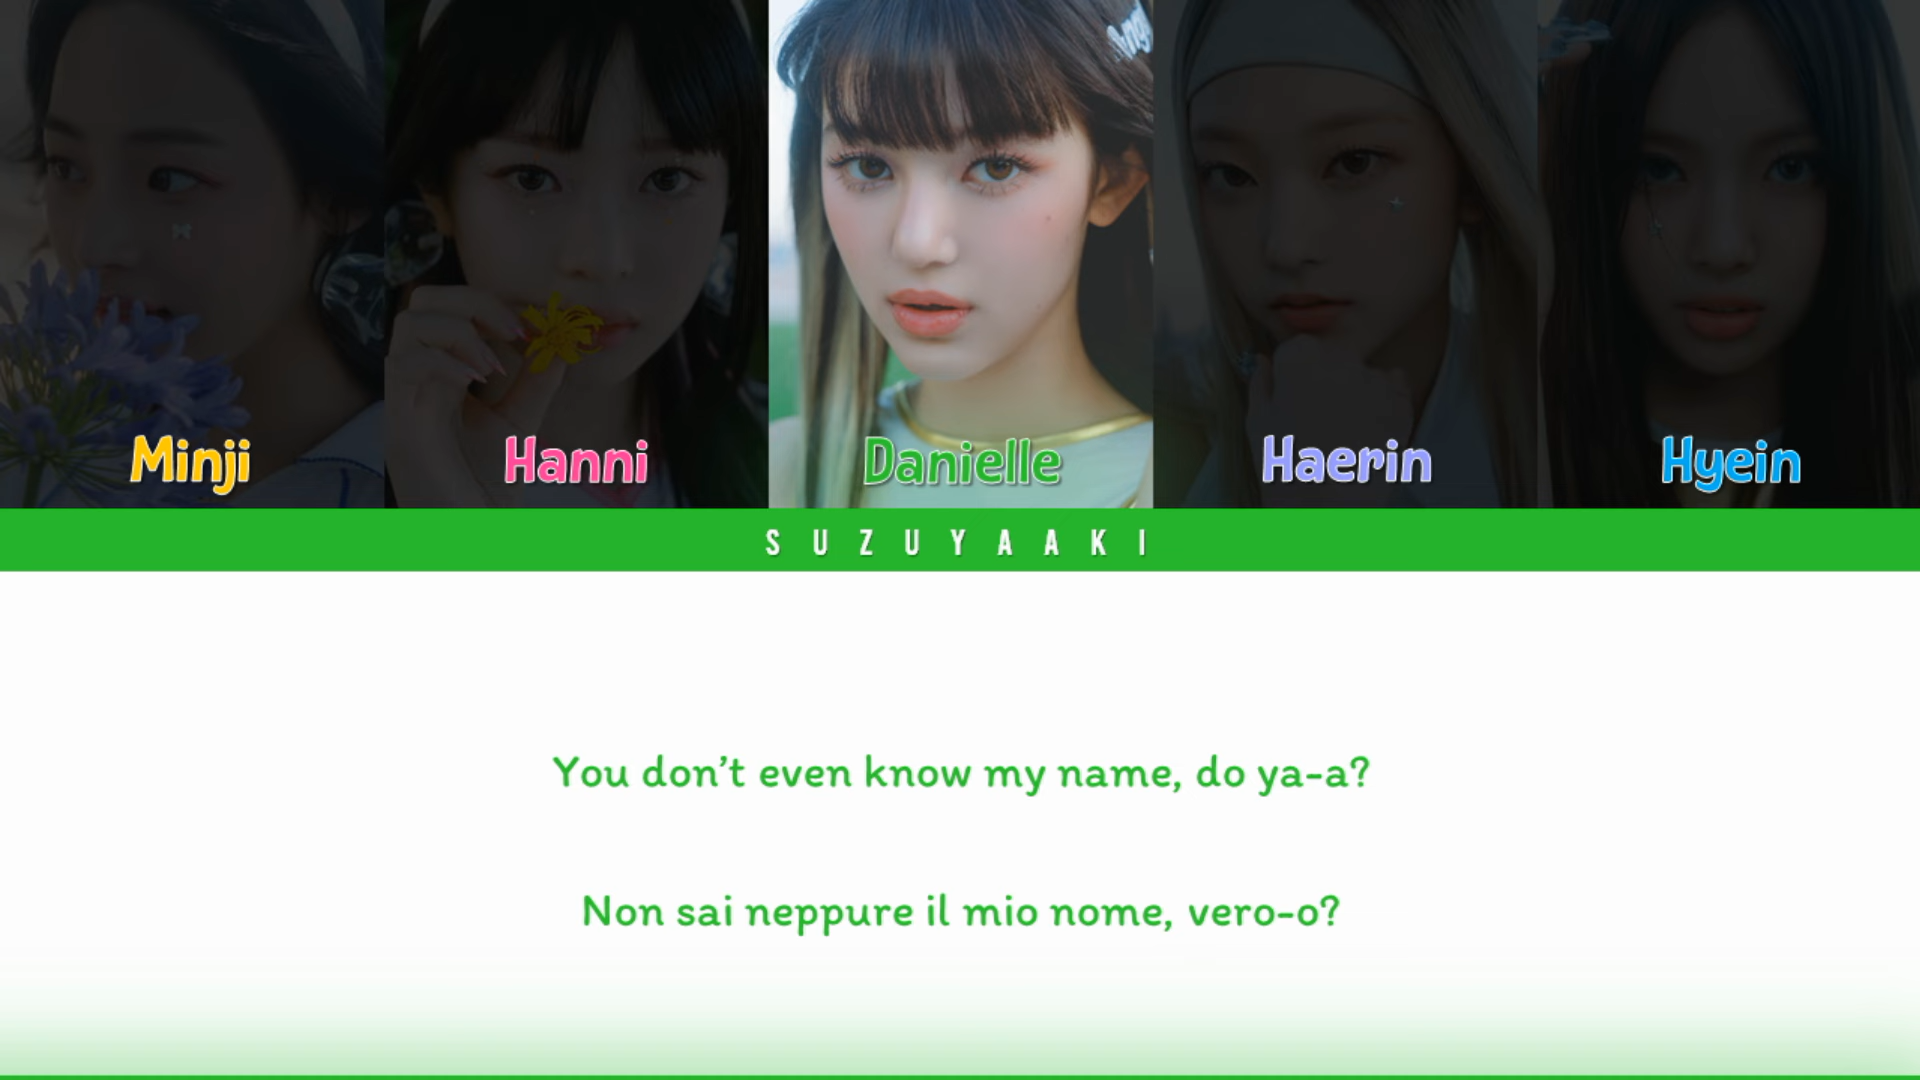 Minji
Hanni
Danielle
Haerin
Hyein
SUZUYAAKI
You don't even know my name, do ya-a?
Non sai neppure il mio nome, vero-o?